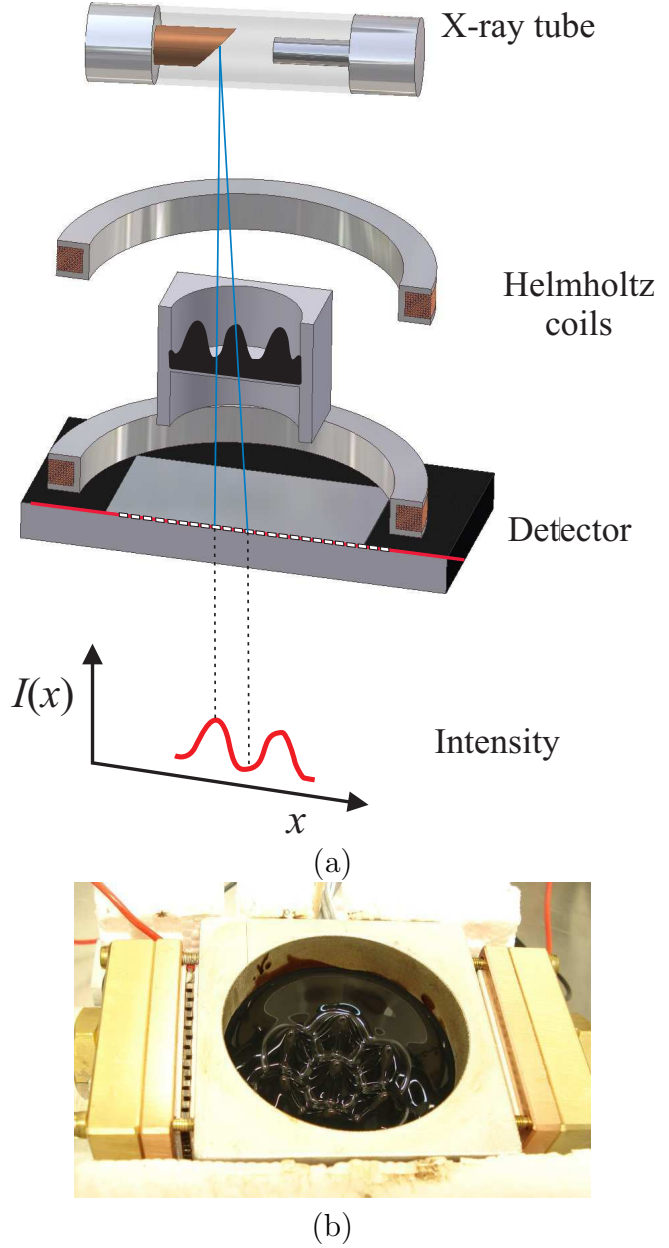 X-ray tube
Helmholtz
coils
Detector
I(x)
Intensity
x
(a)
(b)